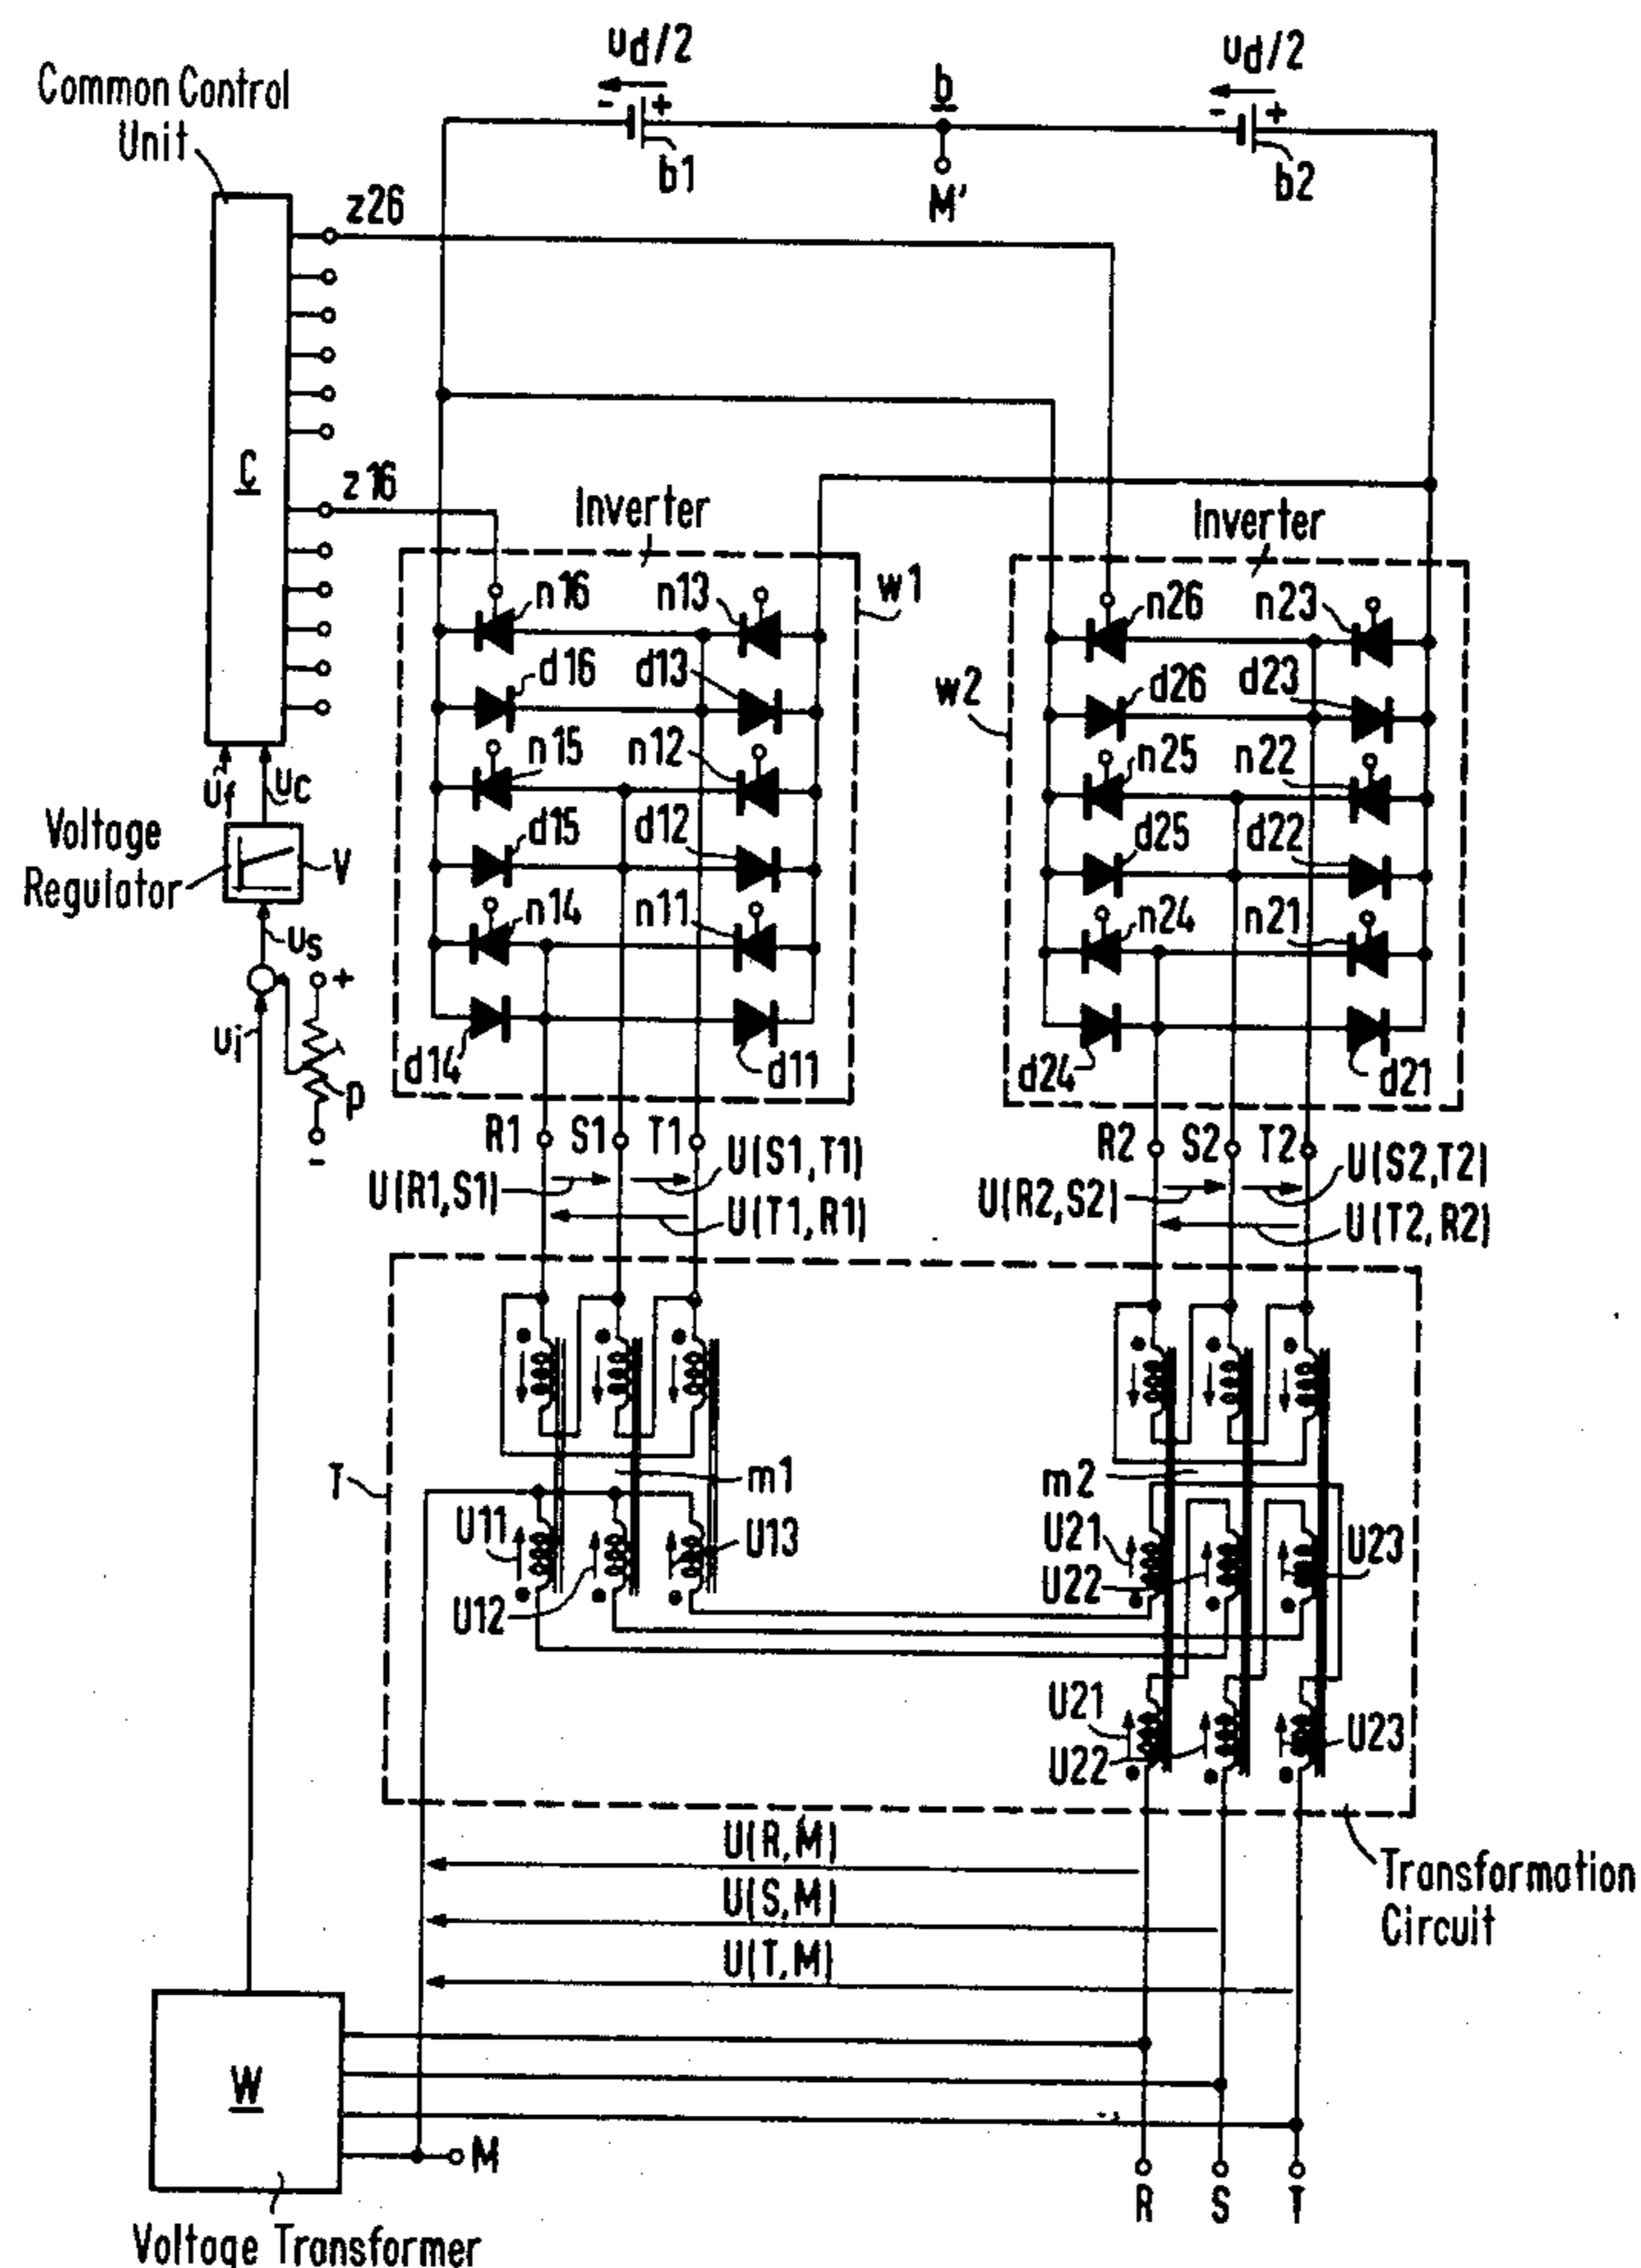 Common Control
Unit
ud/2
- +
b1
b
M'
ud/2
- +
b2
z26
C
z16
Inverter
Inverter
n16
n13
w1
n26
n23
d16
d13
w2
d26
d23
n15
n12
n25
n22
uf
uc
d15
d12
d25
d22
Voltage
Regulator
V
n14
n11
n24
n21
us
+
ui
p
-
d14
d11
d24
d21
R1
S1
T1
U(S1,T1)
U(R1,S1)
U(T1,R1)
R2
S2
T2
U(S2,T2)
U(R2,S2)
U(T2,R2)
T
m1
m2
U11
U13
U12
U21
U23
U22
U21
U23
U22
U(R,M)
U(S,M)
U(T,M)
Transformation
Circuit
W
M
R
S
T
Voltage Transformer